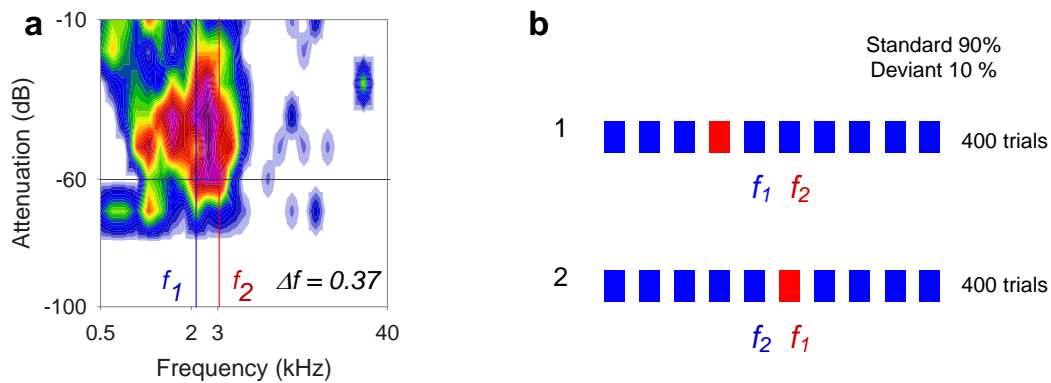 a
-10
-60
-100
Attenuation (dB)
f1 f2 Δf = 0.37
0.5 2 3 40
Frequency (kHz)
b
Standard 90%
Deviant 10 %
1 400 trials
f1 f2
2 400 trials
f2 f1